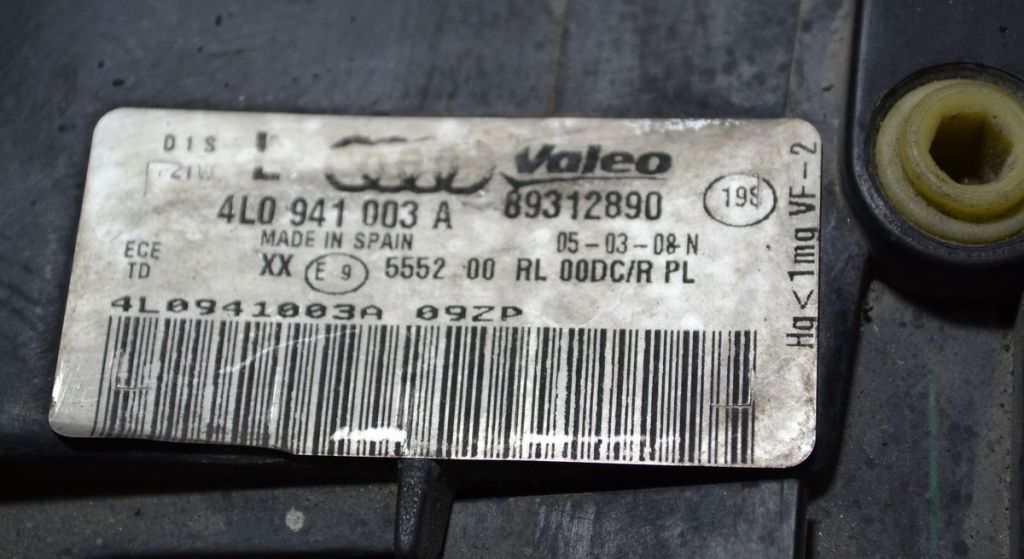 D1S L Valeo
4L0 941 003 A 89312890
MADE IN SPAIN 05-03-08-N
ECE
TD
XX E 9 5552 00 RL 00DC/R PL
4L0941003A 09ZP
Hg<1mg VF-2